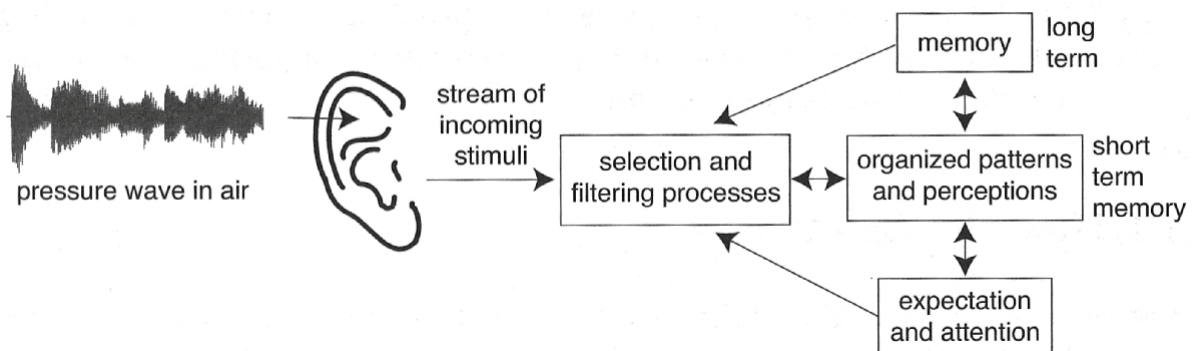 pressure wave in air
stream of
incoming
stimuli
selection and
filtering processes
memory
long
term
organized patterns
and perceptions
short
term
memory
expectation
and attention